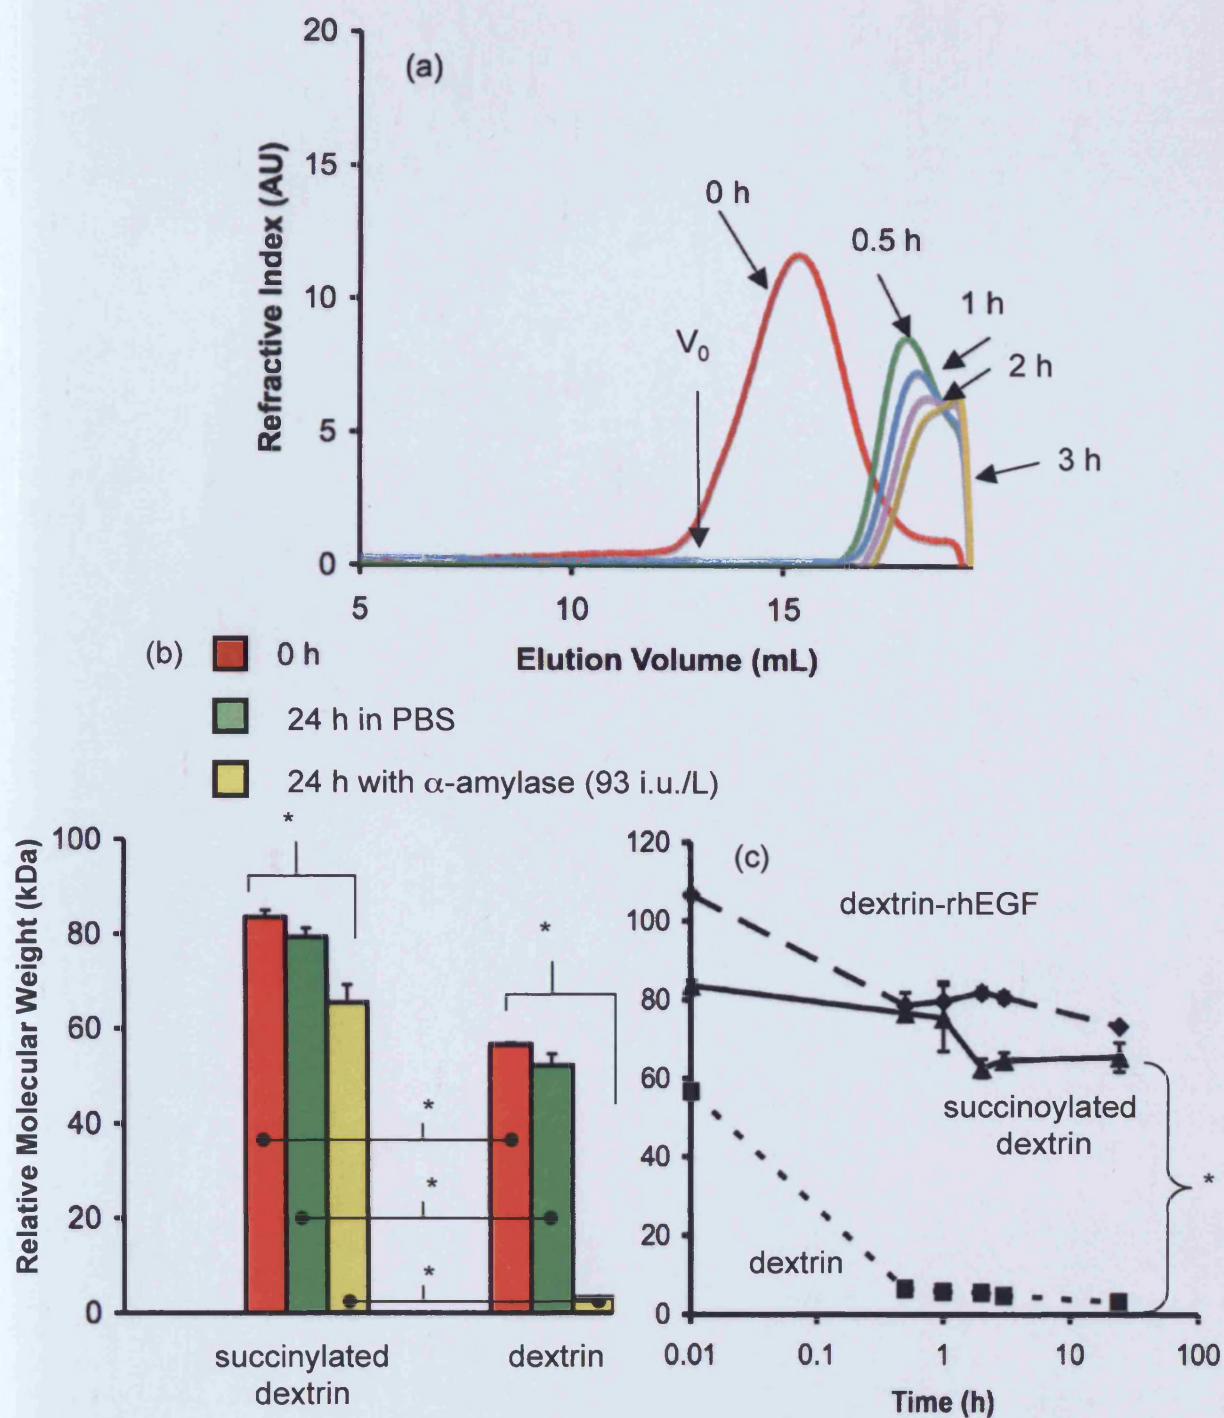 20
(a)
15
10
5
0
Refractive Index (AU)
0 h
0.5 h
1 h
2 h
3 h
V0
5
10
15
Elution Volume (mL)
(b)
0 h
24 h in PBS
24 h with α-amylase (93 i.u./L)
100
80
60
40
20
0
Relative Molecular Weight (kDa)
*
*
*
*
*
succinylated
dextrin
dextrin
120
100
80
60
40
20
0
(c)
dextrin-rhEGF
succinoylated
dextrin
dextrin
*
0.01
0.1
1
10
100
Time (h)